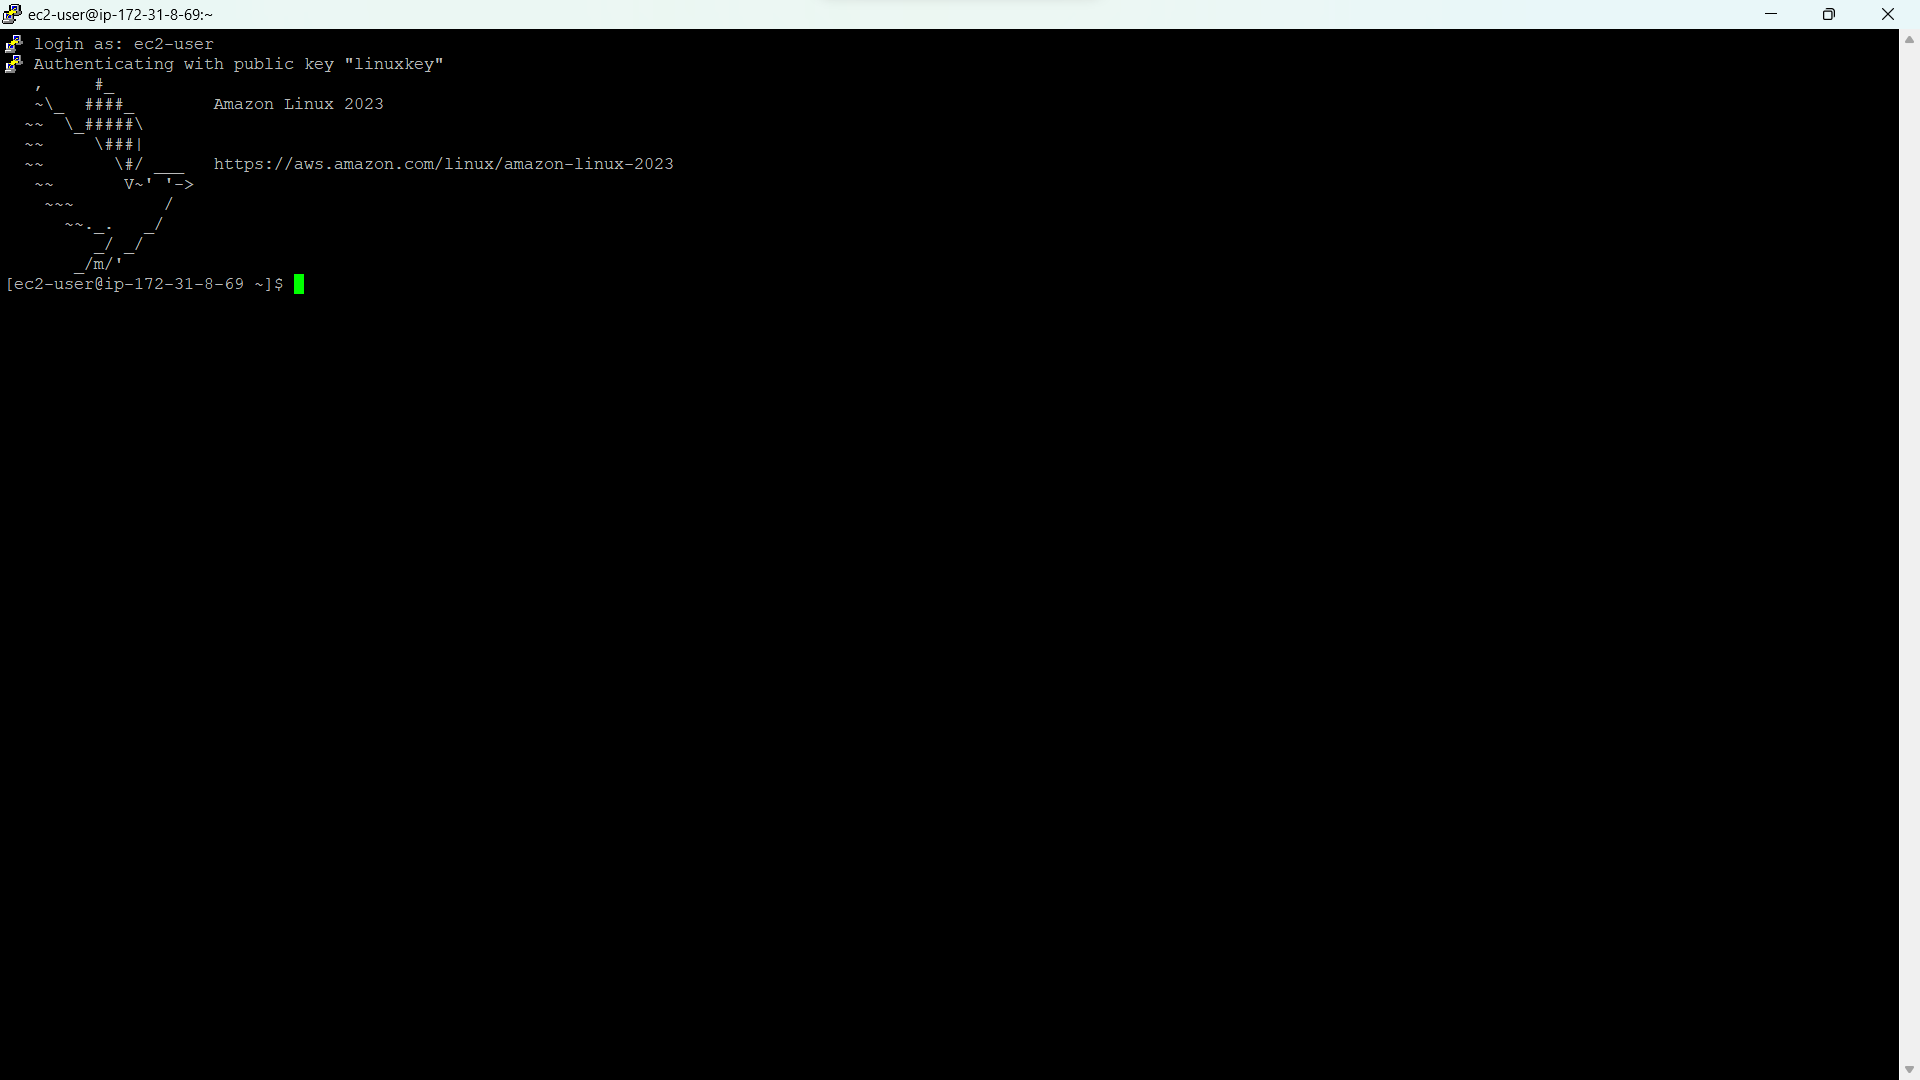 ec2-user@ip-172-31-8-69:~
login as: ec2-user
Authenticating with public key "linuxkey"
   ,     #_
   ~\_  ####_        Amazon Linux 2023
  ~~  \_#####\
  ~~     \###|
  ~~       \#/ ___   https://aws.amazon.com/linux/amazon-linux-2023
   ~~       V~' '->
    ~~~         /
      ~~._.   _/
         _/ _/
       _/m/'
[ec2-user@ip-172-31-8-69 ~]$